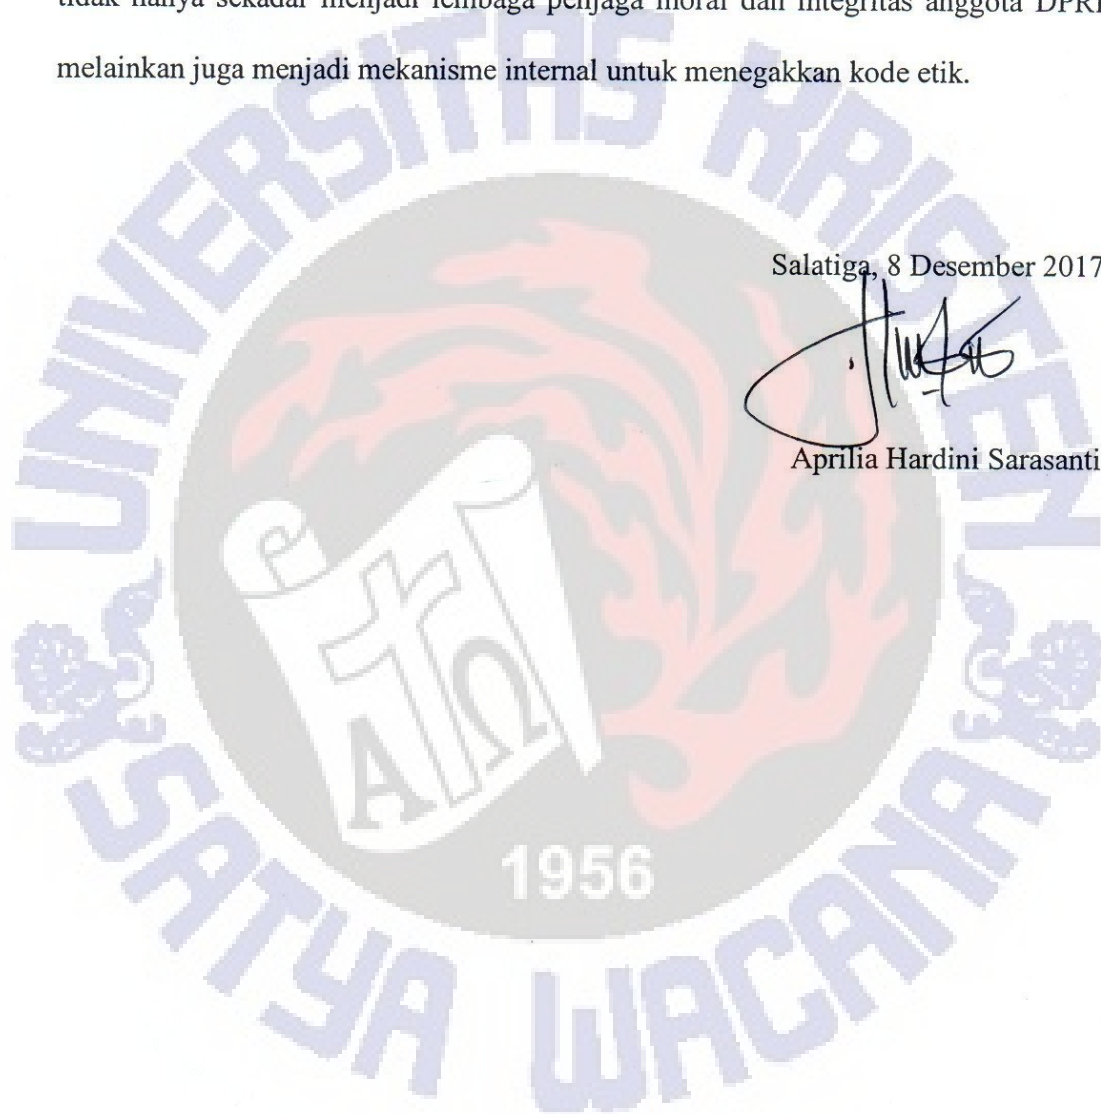 tidak hanya sekadar menjadi lembaga penjaga moral dan integritas anggota DPR
melainkan juga menjadi mekanisme internal untuk menegakkan kode etik.
Salatiga, 8 Desember 2017
Aprilia Hardini Sarasanti
UNIVERSITAS KRISTEN
SATYA WACANA
Α Ω
1956